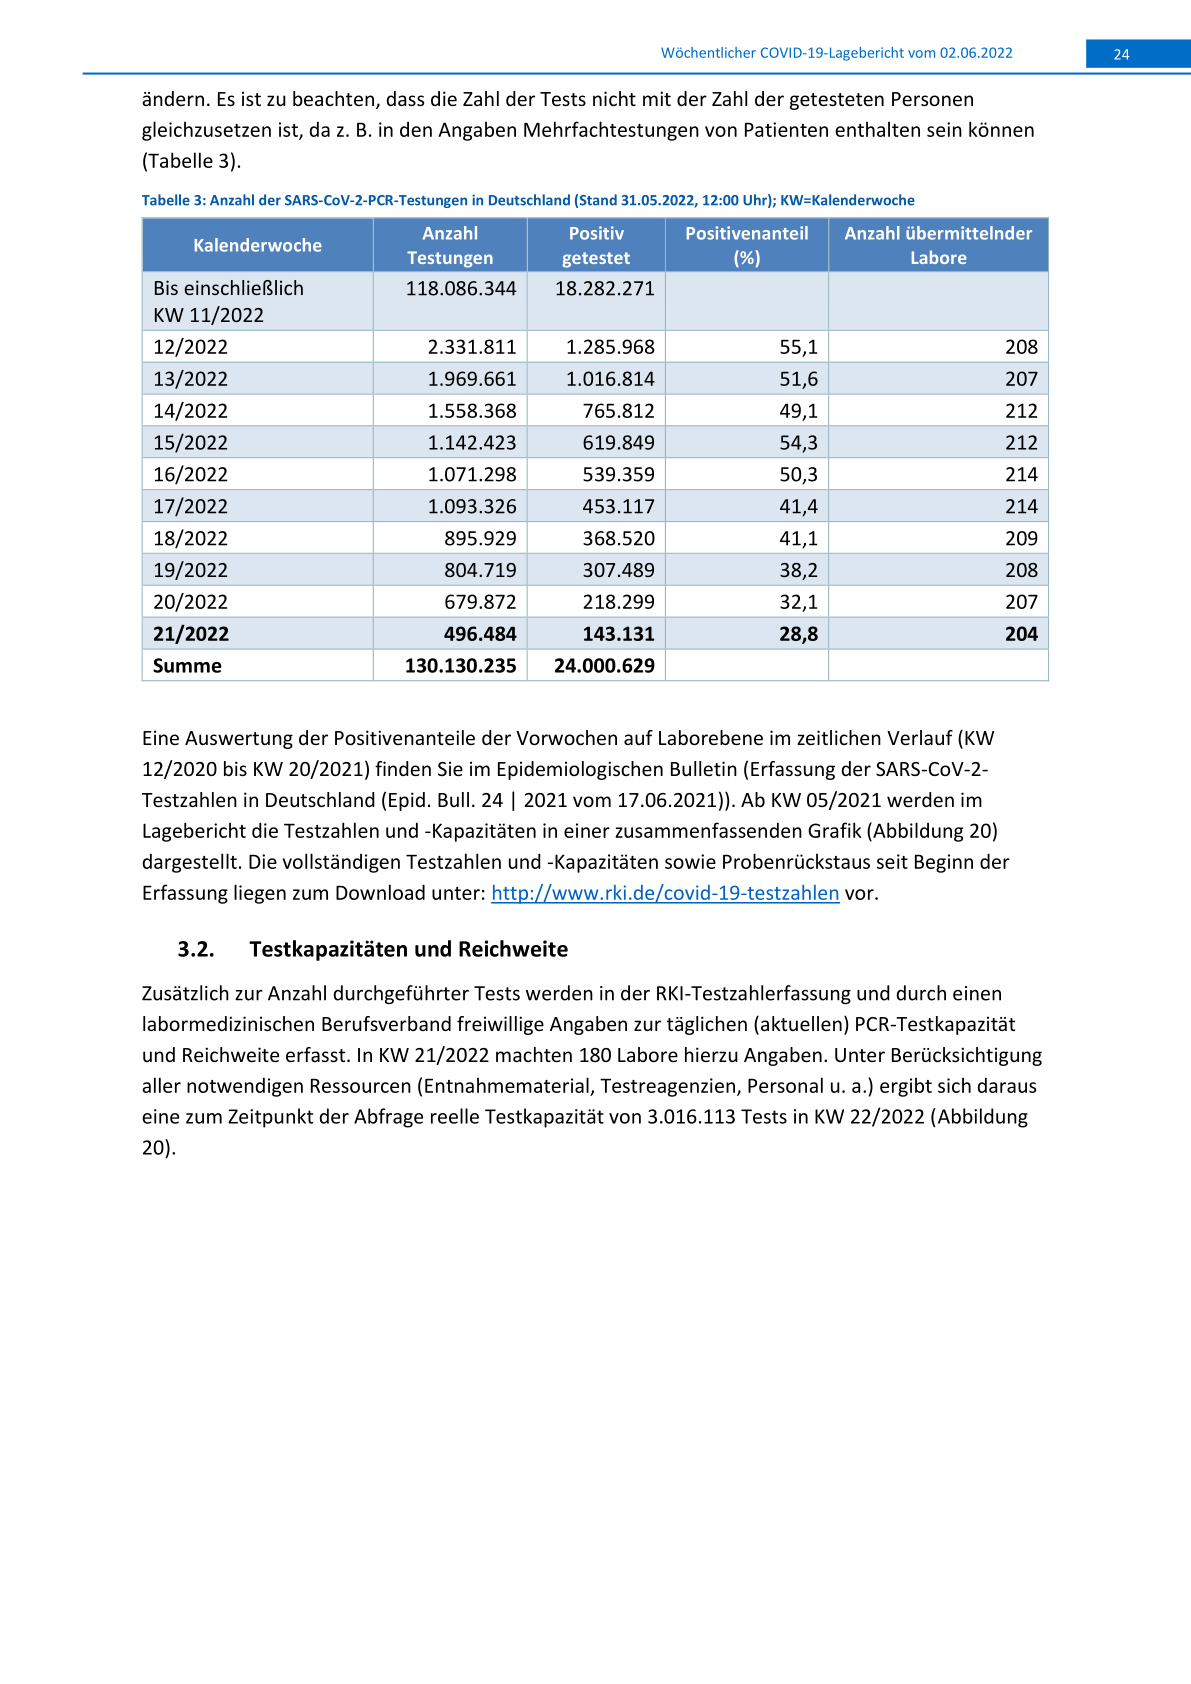 Wöchentlicher COVID-19-Lagebericht vom 02.06.2022 24
ändern. Es ist zu beachten, dass die Zahl der Tests nicht mit der Zahl der getesteten Personen
gleichzusetzen ist, da z. B. in den Angaben Mehrfachtestungen von Patienten enthalten sein können
(Tabelle 3).
Tabelle 3: Anzahl der SARS-CoV-2-PCR-Testungen in Deutschland (Stand 31.05.2022, 12:00 Uhr); KW=Kalenderwoche
Kalenderwoche Anzahl Testungen Positiv getestet Positivenanteil (%) Anzahl übermittelnder Labore
Bis einschließlich KW 11/2022 118.086.344 18.282.271
12/2022 2.331.811 1.285.968 55,1 208
13/2022 1.969.661 1.016.814 51,6 207
14/2022 1.558.368 765.812 49,1 212
15/2022 1.142.423 619.849 54,3 212
16/2022 1.071.298 539.359 50,3 214
17/2022 1.093.326 453.117 41,4 214
18/2022 895.929 368.520 41,1 209
19/2022 804.719 307.489 38,2 208
20/2022 679.872 218.299 32,1 207
21/2022 496.484 143.131 28,8 204
Summe 130.130.235 24.000.629
Eine Auswertung der Positivenanteile der Vorwochen auf Laborebene im zeitlichen Verlauf (KW
12/2020 bis KW 20/2021) finden Sie im Epidemiologischen Bulletin (Erfassung der SARS-CoV-2-
Testzahlen in Deutschland (Epid. Bull. 24 | 2021 vom 17.06.2021)). Ab KW 05/2021 werden im
Lagebericht die Testzahlen und -Kapazitäten in einer zusammenfassenden Grafik (Abbildung 20)
dargestellt. Die vollständigen Testzahlen und -Kapazitäten sowie Probenrückstaus seit Beginn der
Erfassung liegen zum Download unter: http://www.rki.de/covid-19-testzahlen vor.
3.2. Testkapazitäten und Reichweite
Zusätzlich zur Anzahl durchgeführter Tests werden in der RKI-Testzahlerfassung und durch einen
labormedizinischen Berufsverband freiwillige Angaben zur täglichen (aktuellen) PCR-Testkapazität
und Reichweite erfasst. In KW 21/2022 machten 180 Labore hierzu Angaben. Unter Berücksichtigung
aller notwendigen Ressourcen (Entnahmematerial, Testreagenzien, Personal u. a.) ergibt sich daraus
eine zum Zeitpunkt der Abfrage reelle Testkapazität von 3.016.113 Tests in KW 22/2022 (Abbildung
20).